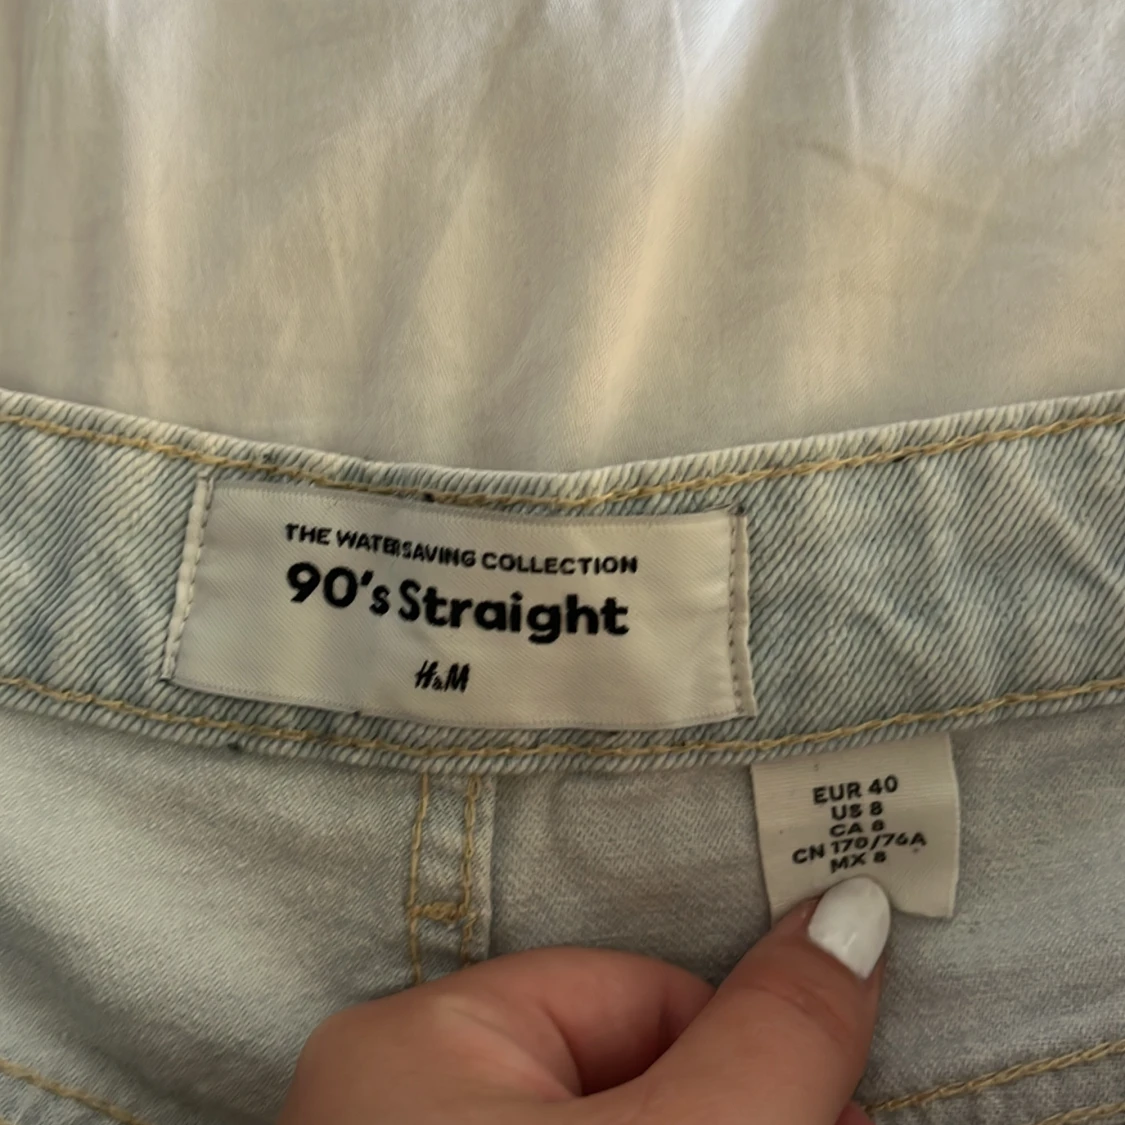 THE WATERSAVING COLLECTION
90's Straight
H&M
EUR 40
US 8
CA 8
CN 170/76A
MX 8